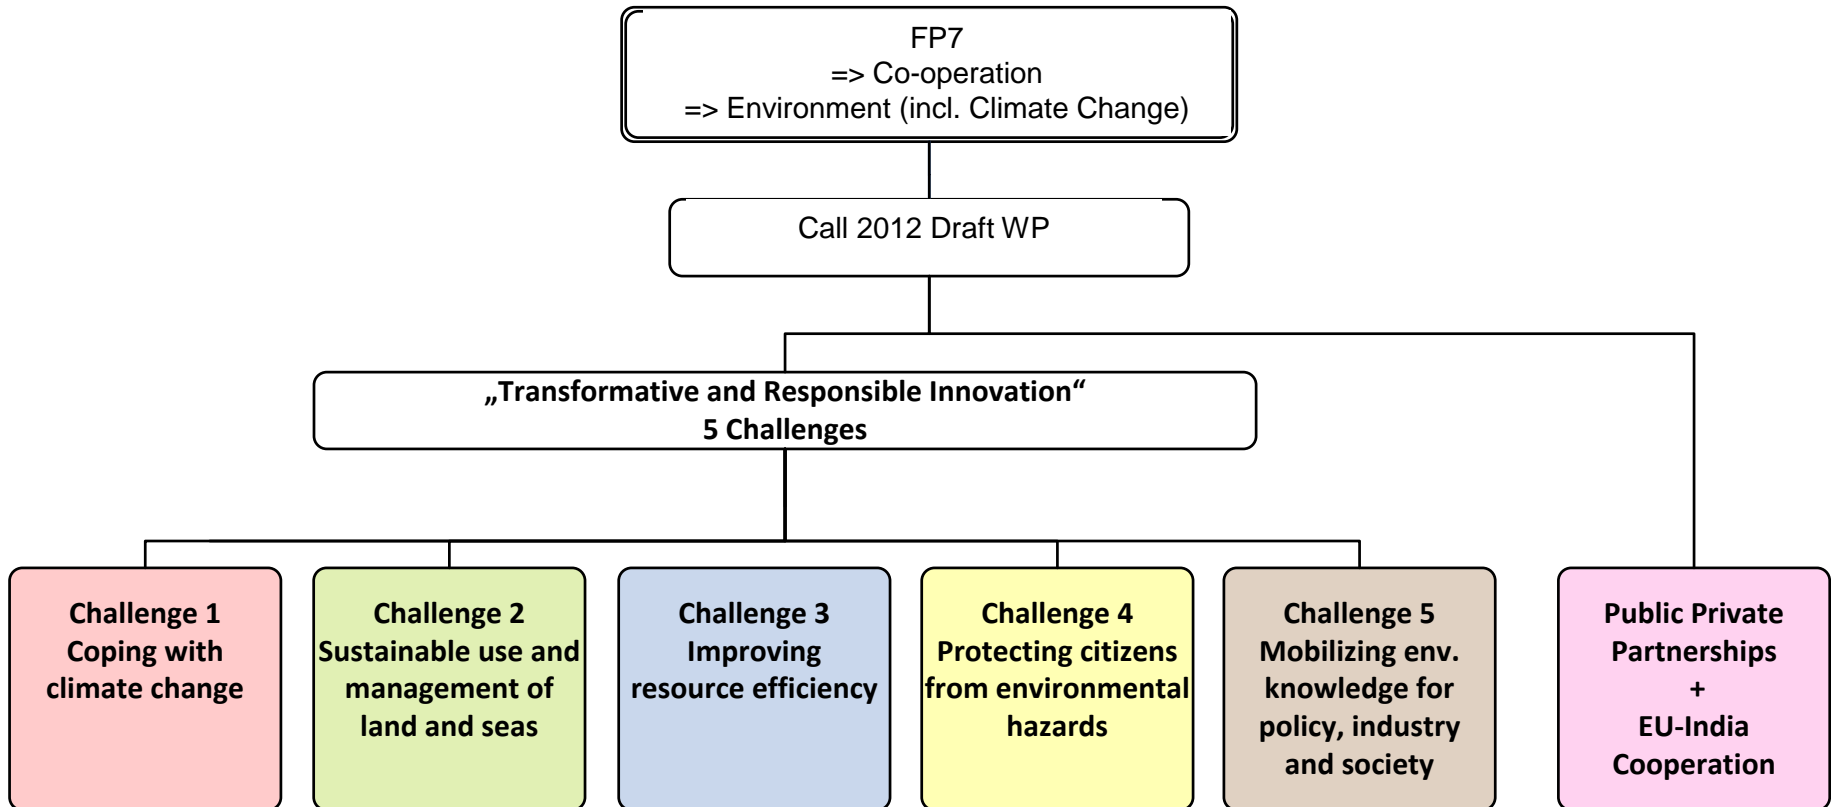 FP7
=> Co-operation
=> Environment (incl. Climate Change)
Call 2012 Draft WP
„Transformative and Responsible Innovation“
5 Challenges
Challenge 1
Coping with
climate change
Challenge 2
Sustainable use and
management of
land and seas
Challenge 3
Improving
resource efficiency
Challenge 4
Protecting citizens
from environmental
hazards
Challenge 5
Mobilizing env.
knowledge for
policy, industry
and society
Public Private
Partnerships
+
EU-India
Cooperation